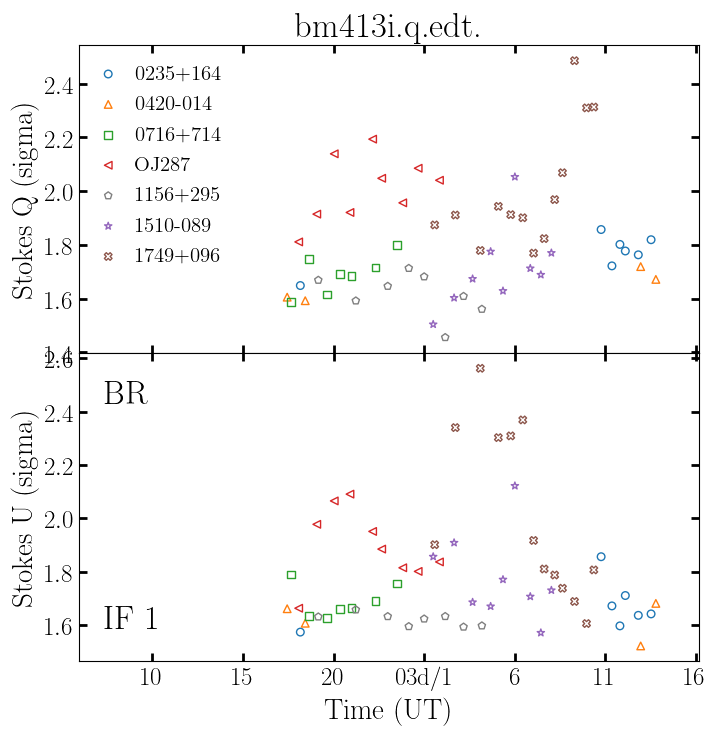 bm413i.q.edt.
Stokes Q (sigma)
2.4
2.2
2.0
1.8
1.6
1.4
0235+164
0420-014
0716+714
OJ287
1156+295
1510-089
1749+096
Stokes U (sigma)
2.6
2.4
2.2
2.0
1.8
1.6
BR
IF 1
10 15 20 03d/1 6 11 16
Time (UT)